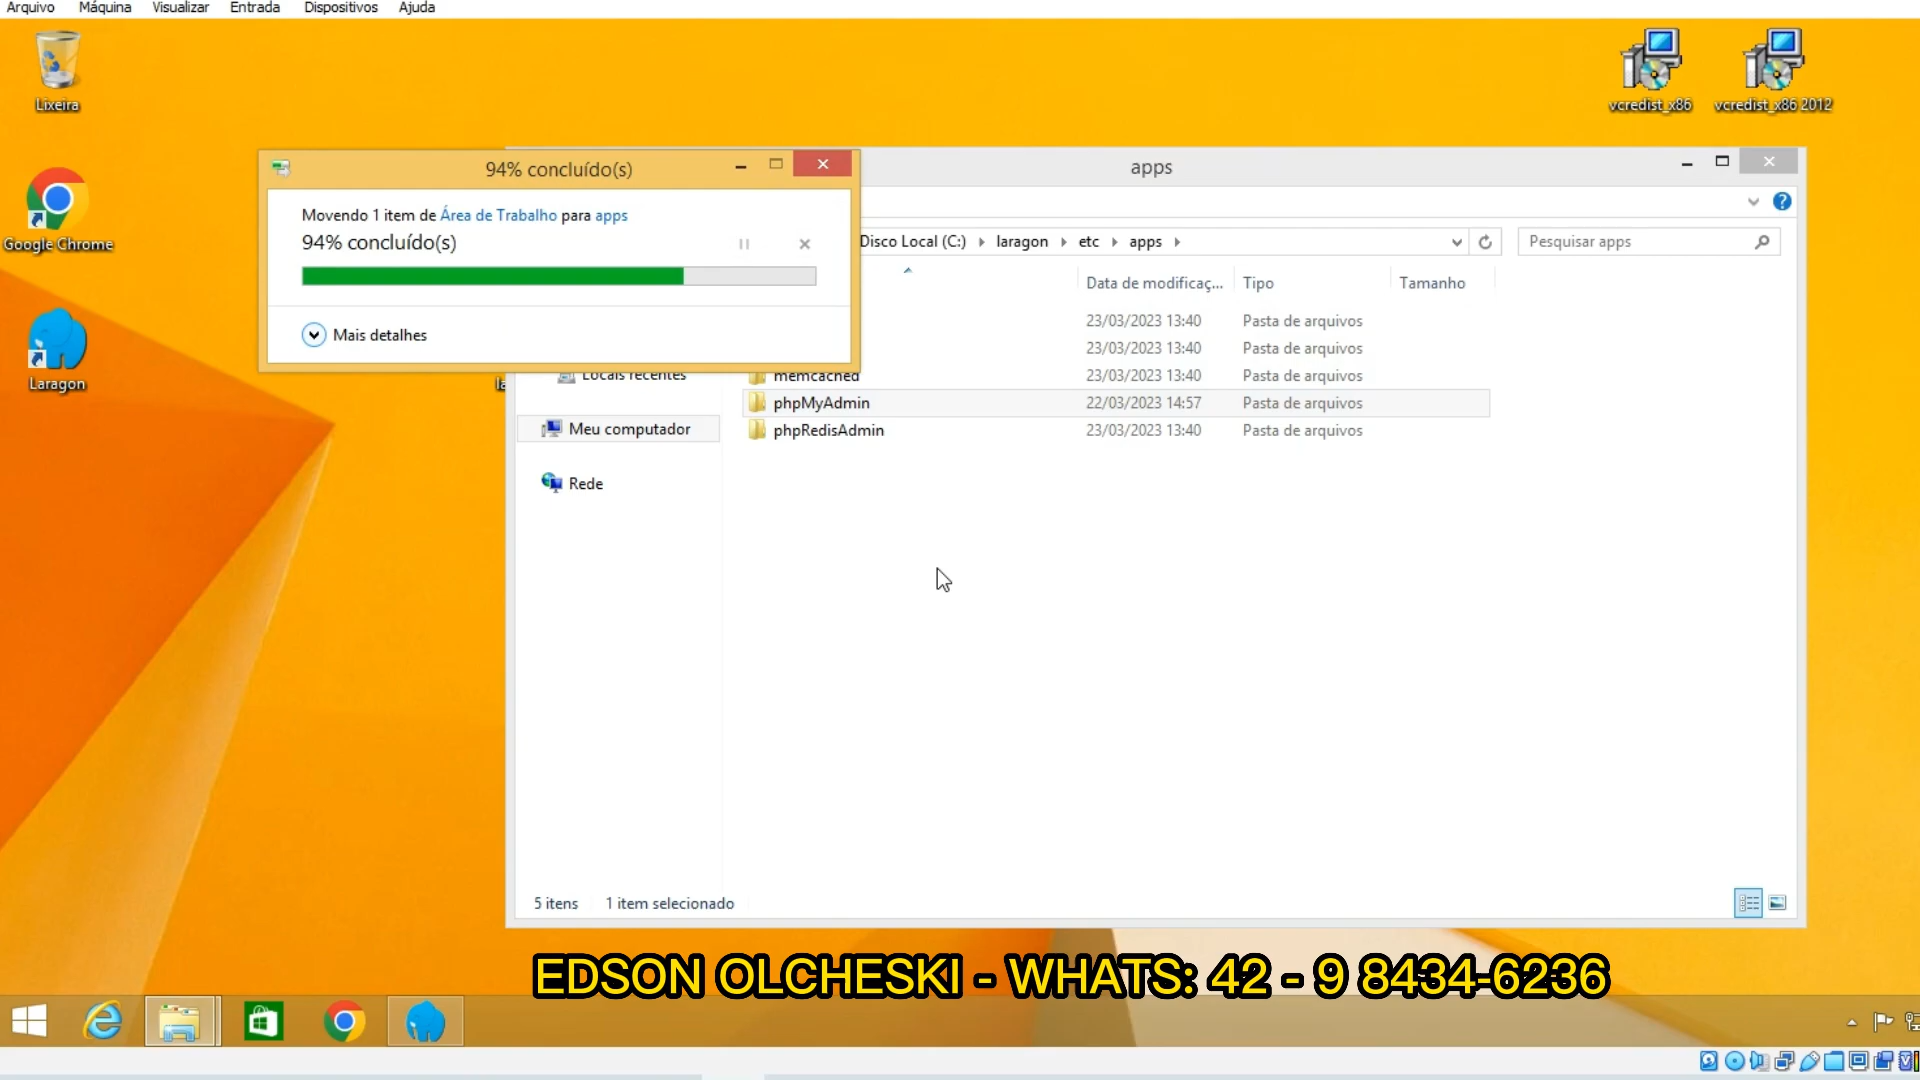 Arquivo Máquina Visualizar Entrada Dispositivos Ajuda
Lixeira
vcredist_x86
vcredist_x86 2012
Google Chrome
Laragon
94% concluído(s)
Movendo 1 item de Área de Trabalho para apps
94% concluído(s)
Mais detalhes
apps
Disco Local (C:) laragon etc apps
Pesquisar apps
Data de modificaç... Tipo Tamanho
23/03/2023 13:40 Pasta de arquivos
23/03/2023 13:40 Pasta de arquivos
Locais recentes
memcached 23/03/2023 13:40 Pasta de arquivos
phpMyAdmin 22/03/2023 14:57 Pasta de arquivos
Meu computador
phpRedisAdmin 23/03/2023 13:40 Pasta de arquivos
Rede
5 itens 1 item selecionado
EDSON OLCHESKI - WHATS: 42 - 9 8434-6236